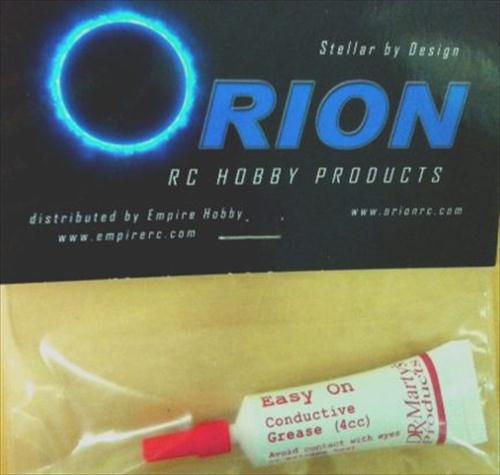 Stellar by Design
ORION
RC HOBBY PRODUCTS
distributed by Empire Hobby
www.empirerc.com
www.orionrc.com
Easy On
Conductive
Grease (4cc)
Avoid contact with eyes
DR Marty's
Products